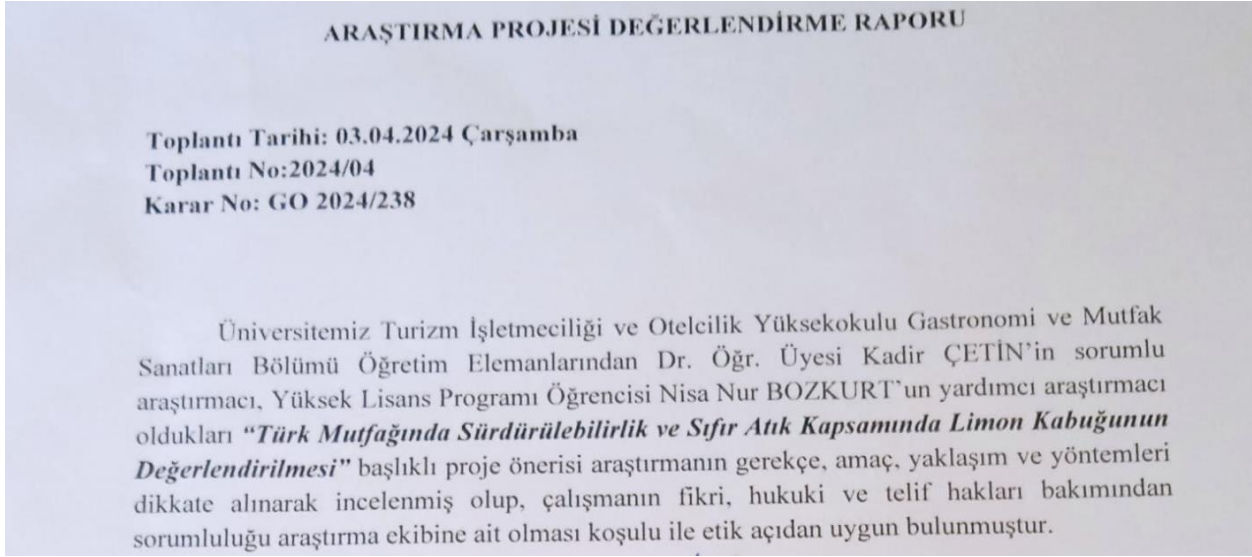 ARAŞTIRMA PROJESİ DEĞERLENDİRME RAPORU
Toplantı Tarihi: 03.04.2024 Çarşamba
Toplantı No:2024/04
Karar No: GO 2024/238
Üniversitemiz Turizm İşletmeciliği ve Otelcilik Yüksekokulu Gastronomi ve Mutfak
Sanatları Bölümü Öğretim Elemanlarından Dr. Öğr. Üyesi Kadir ÇETİN'in sorumlu
araştırmacı, Yüksek Lisans Programı Öğrencisi Nisa Nur BOZKURT'un yardımcı araştırmacı
oldukları "Türk Mutfağında Sürdürülebilirlik ve Sıfır Atık Kapsamında Limon Kabuğunun
Değerlendirilmesi" başlıklı proje önerisi araştırmanın gerekçe, amaç, yaklaşım ve yöntemleri
dikkate alınarak incelenmiş olup, çalışmanın fikri, hukuki ve telif hakları bakımından
sorumluluğu araştırma ekibine ait olması koşulu ile etik açıdan uygun bulunmuştur.